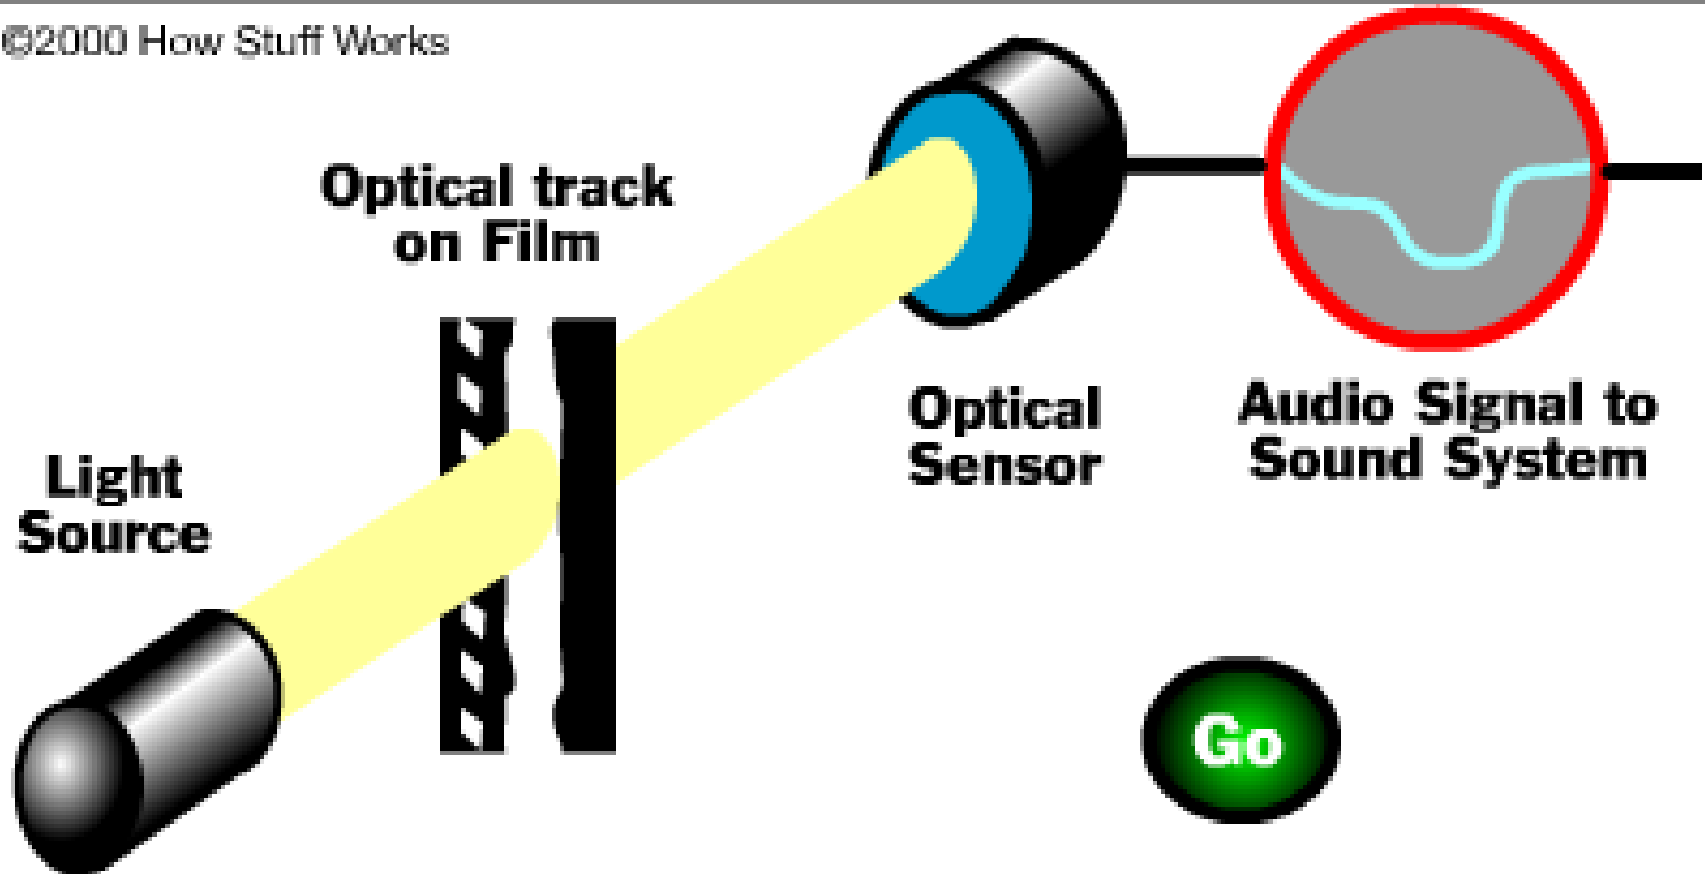 ©2000 How Stuff Works
Optical track
on Film
Light
Source
Optical
Sensor
Audio Signal to
Sound System
Go